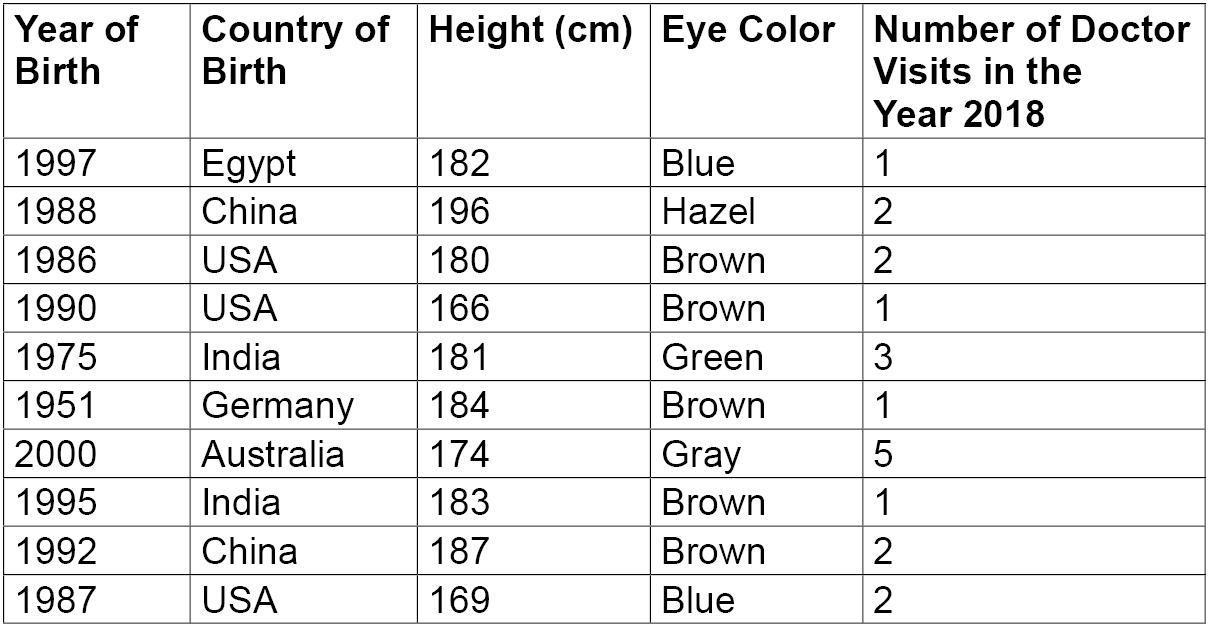 Year of Birth Country of Birth Height (cm) Eye Color Number of Doctor Visits in the Year 2018
1997 Egypt 182 Blue 1
1988 China 196 Hazel 2
1986 USA 180 Brown 2
1990 USA 166 Brown 1
1975 India 181 Green 3
1951 Germany 184 Brown 1
2000 Australia 174 Gray 5
1995 India 183 Brown 1
1992 China 187 Brown 2
1987 USA 169 Blue 2